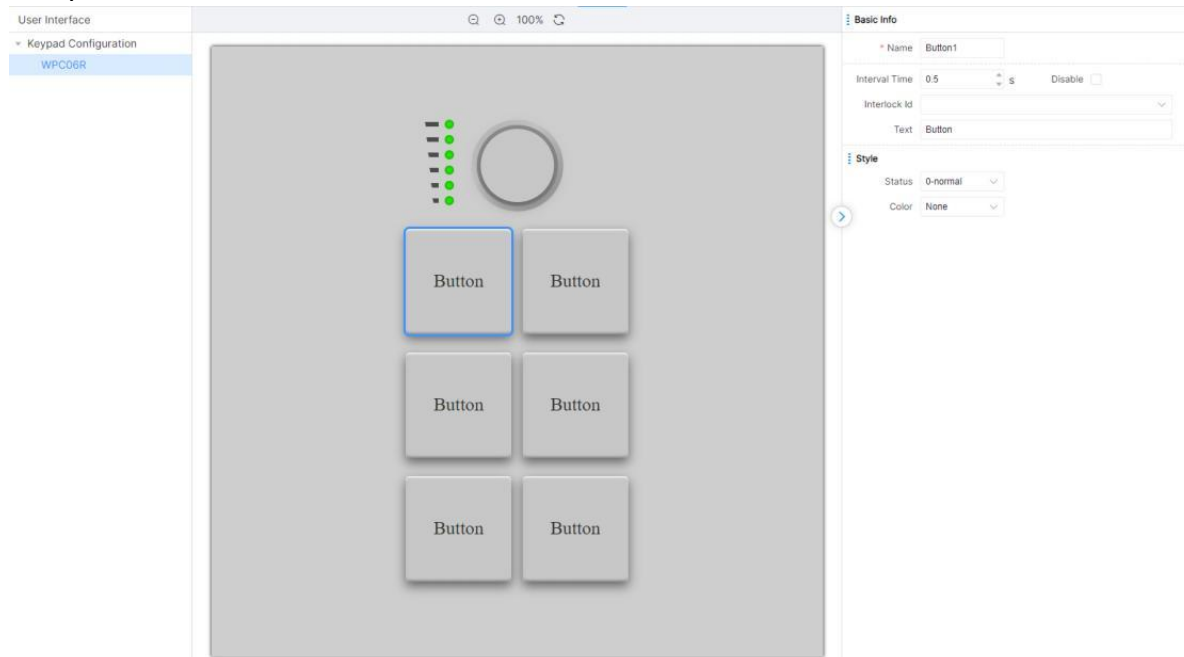 User Interface
100%
Keypad Configuration
WPC06R
Button Button
Button Button
Button Button
Basic Info
* Name Button1
Interval Time 0.5 s Disable
Interlock Id
Text Button
Style
Status 0-normal
Color None